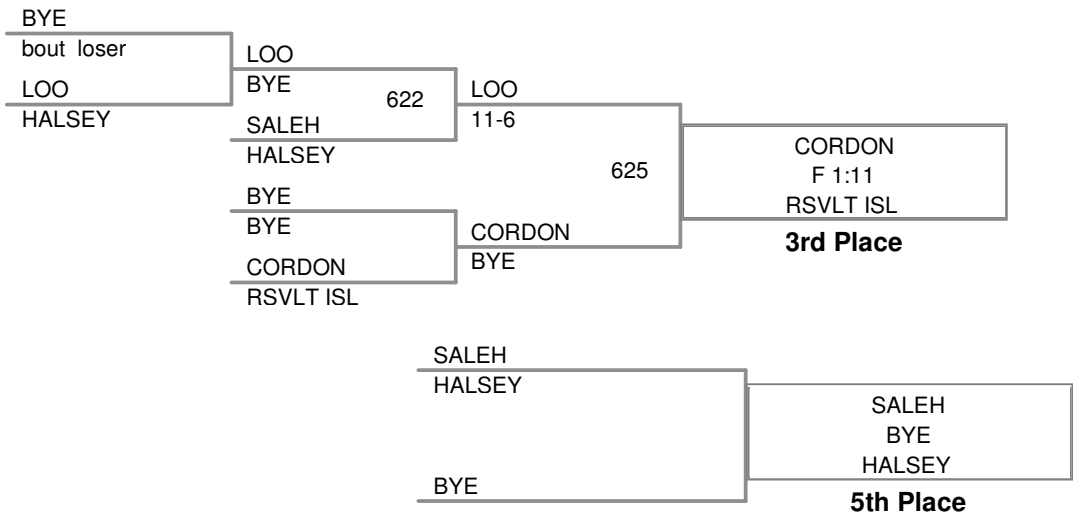 BYE
bout loser
LOO
HALSEY
LOO
BYE
622
SALEH
HALSEY
BYE
BYE
CORDON
RSVLT ISL
LOO
11-6
625
CORDON
BYE
CORDON
F 1:11
RSVLT ISL
3rd Place
SALEH
HALSEY
BYE
SALEH
BYE
HALSEY
5th Place